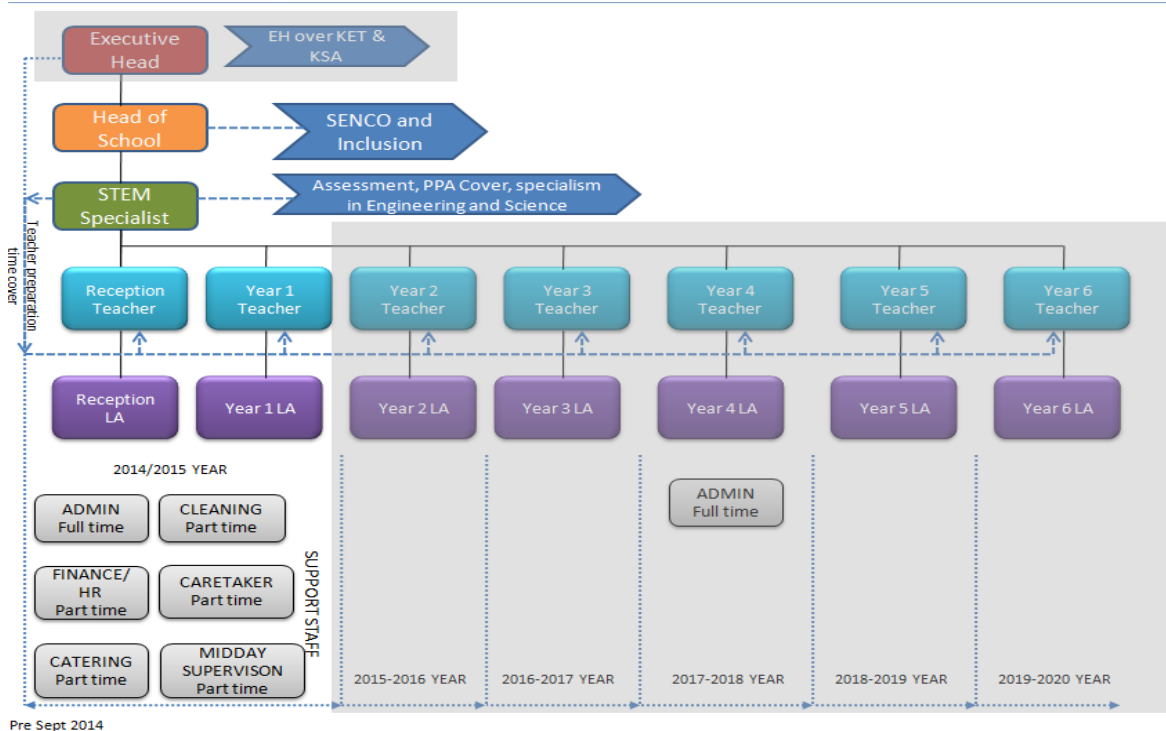 Executive
Head
EH over KET &
KSA
Head of
School
SENCO and
Inclusion
STEM
Specialist
Assessment, PPA Cover, specialism
in Engineering and Science
Teacher preparation
time cover
Reception
Teacher
Year 1
Teacher
Year 2
Teacher
Year 3
Teacher
Year 4
Teacher
Year 5
Teacher
Year 6
Teacher
Reception
LA
Year 1 LA
Year 2 LA
Year 3 LA
Year 4 LA
Year 5 LA
Year 6 LA
2014/2015 YEAR
ADMIN
Full time
CLEANING
Part time
ADMIN
Full time
FINANCE/
HR
Part time
CARETAKER
Part time
SUPPORT STAFF
CATERING
Part time
MIDDAY
SUPERVISON
Part time
2015-2016 YEAR
2016-2017 YEAR
2017-2018 YEAR
2018-2019 YEAR
2019-2020 YEAR
Pre Sept 2014